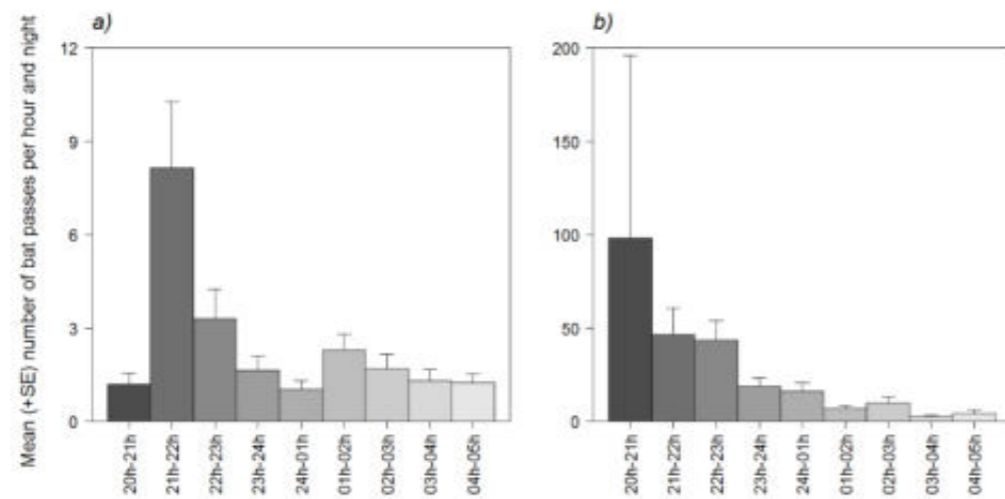 a)
b)
Mean (+SE) number of bat passes per hour and night
12
9
6
3
0
20h-21h
21h-22h
22h-23h
23h-24h
24h-01h
01h-02h
02h-03h
03h-04h
04h-05h
200
150
100
50
0
20h-21h
21h-22h
22h-23h
23h-24h
24h-01h
01h-02h
02h-03h
03h-04h
04h-05h